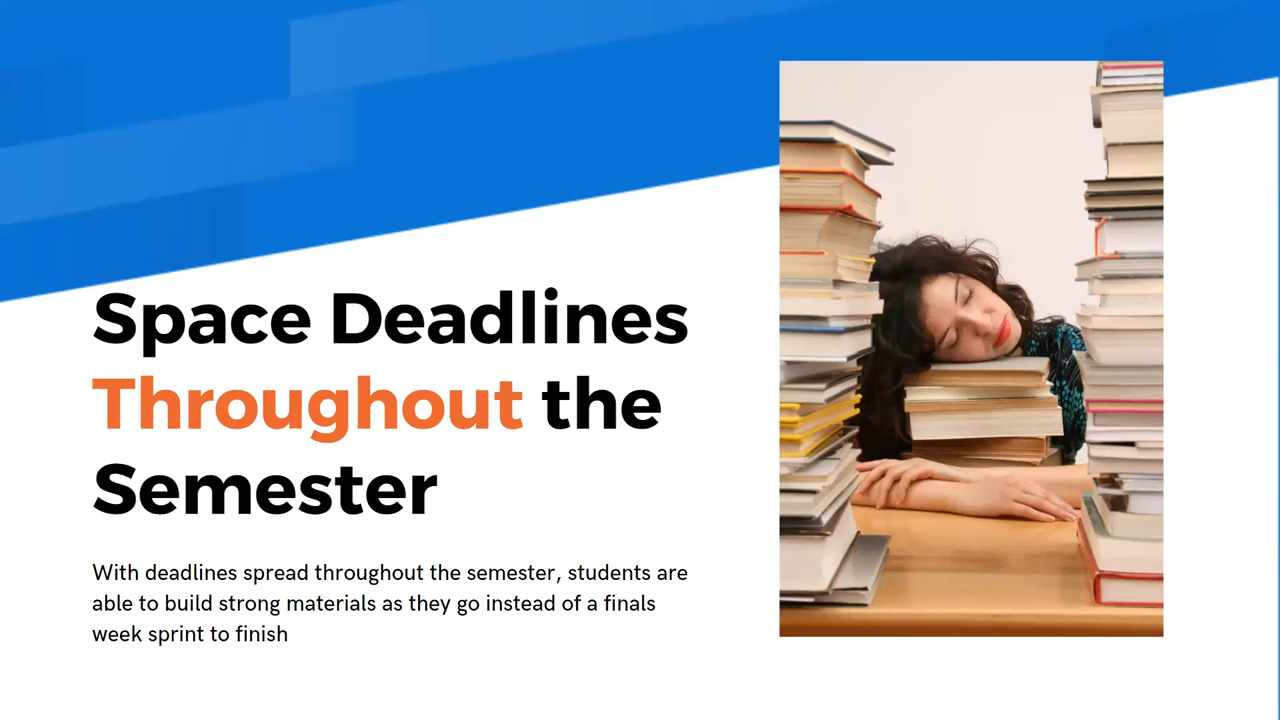 Space Deadlines
Throughout the
Semester
With deadlines spread throughout the semester, students are
able to build strong materials as they go instead of a finals
week sprint to finish